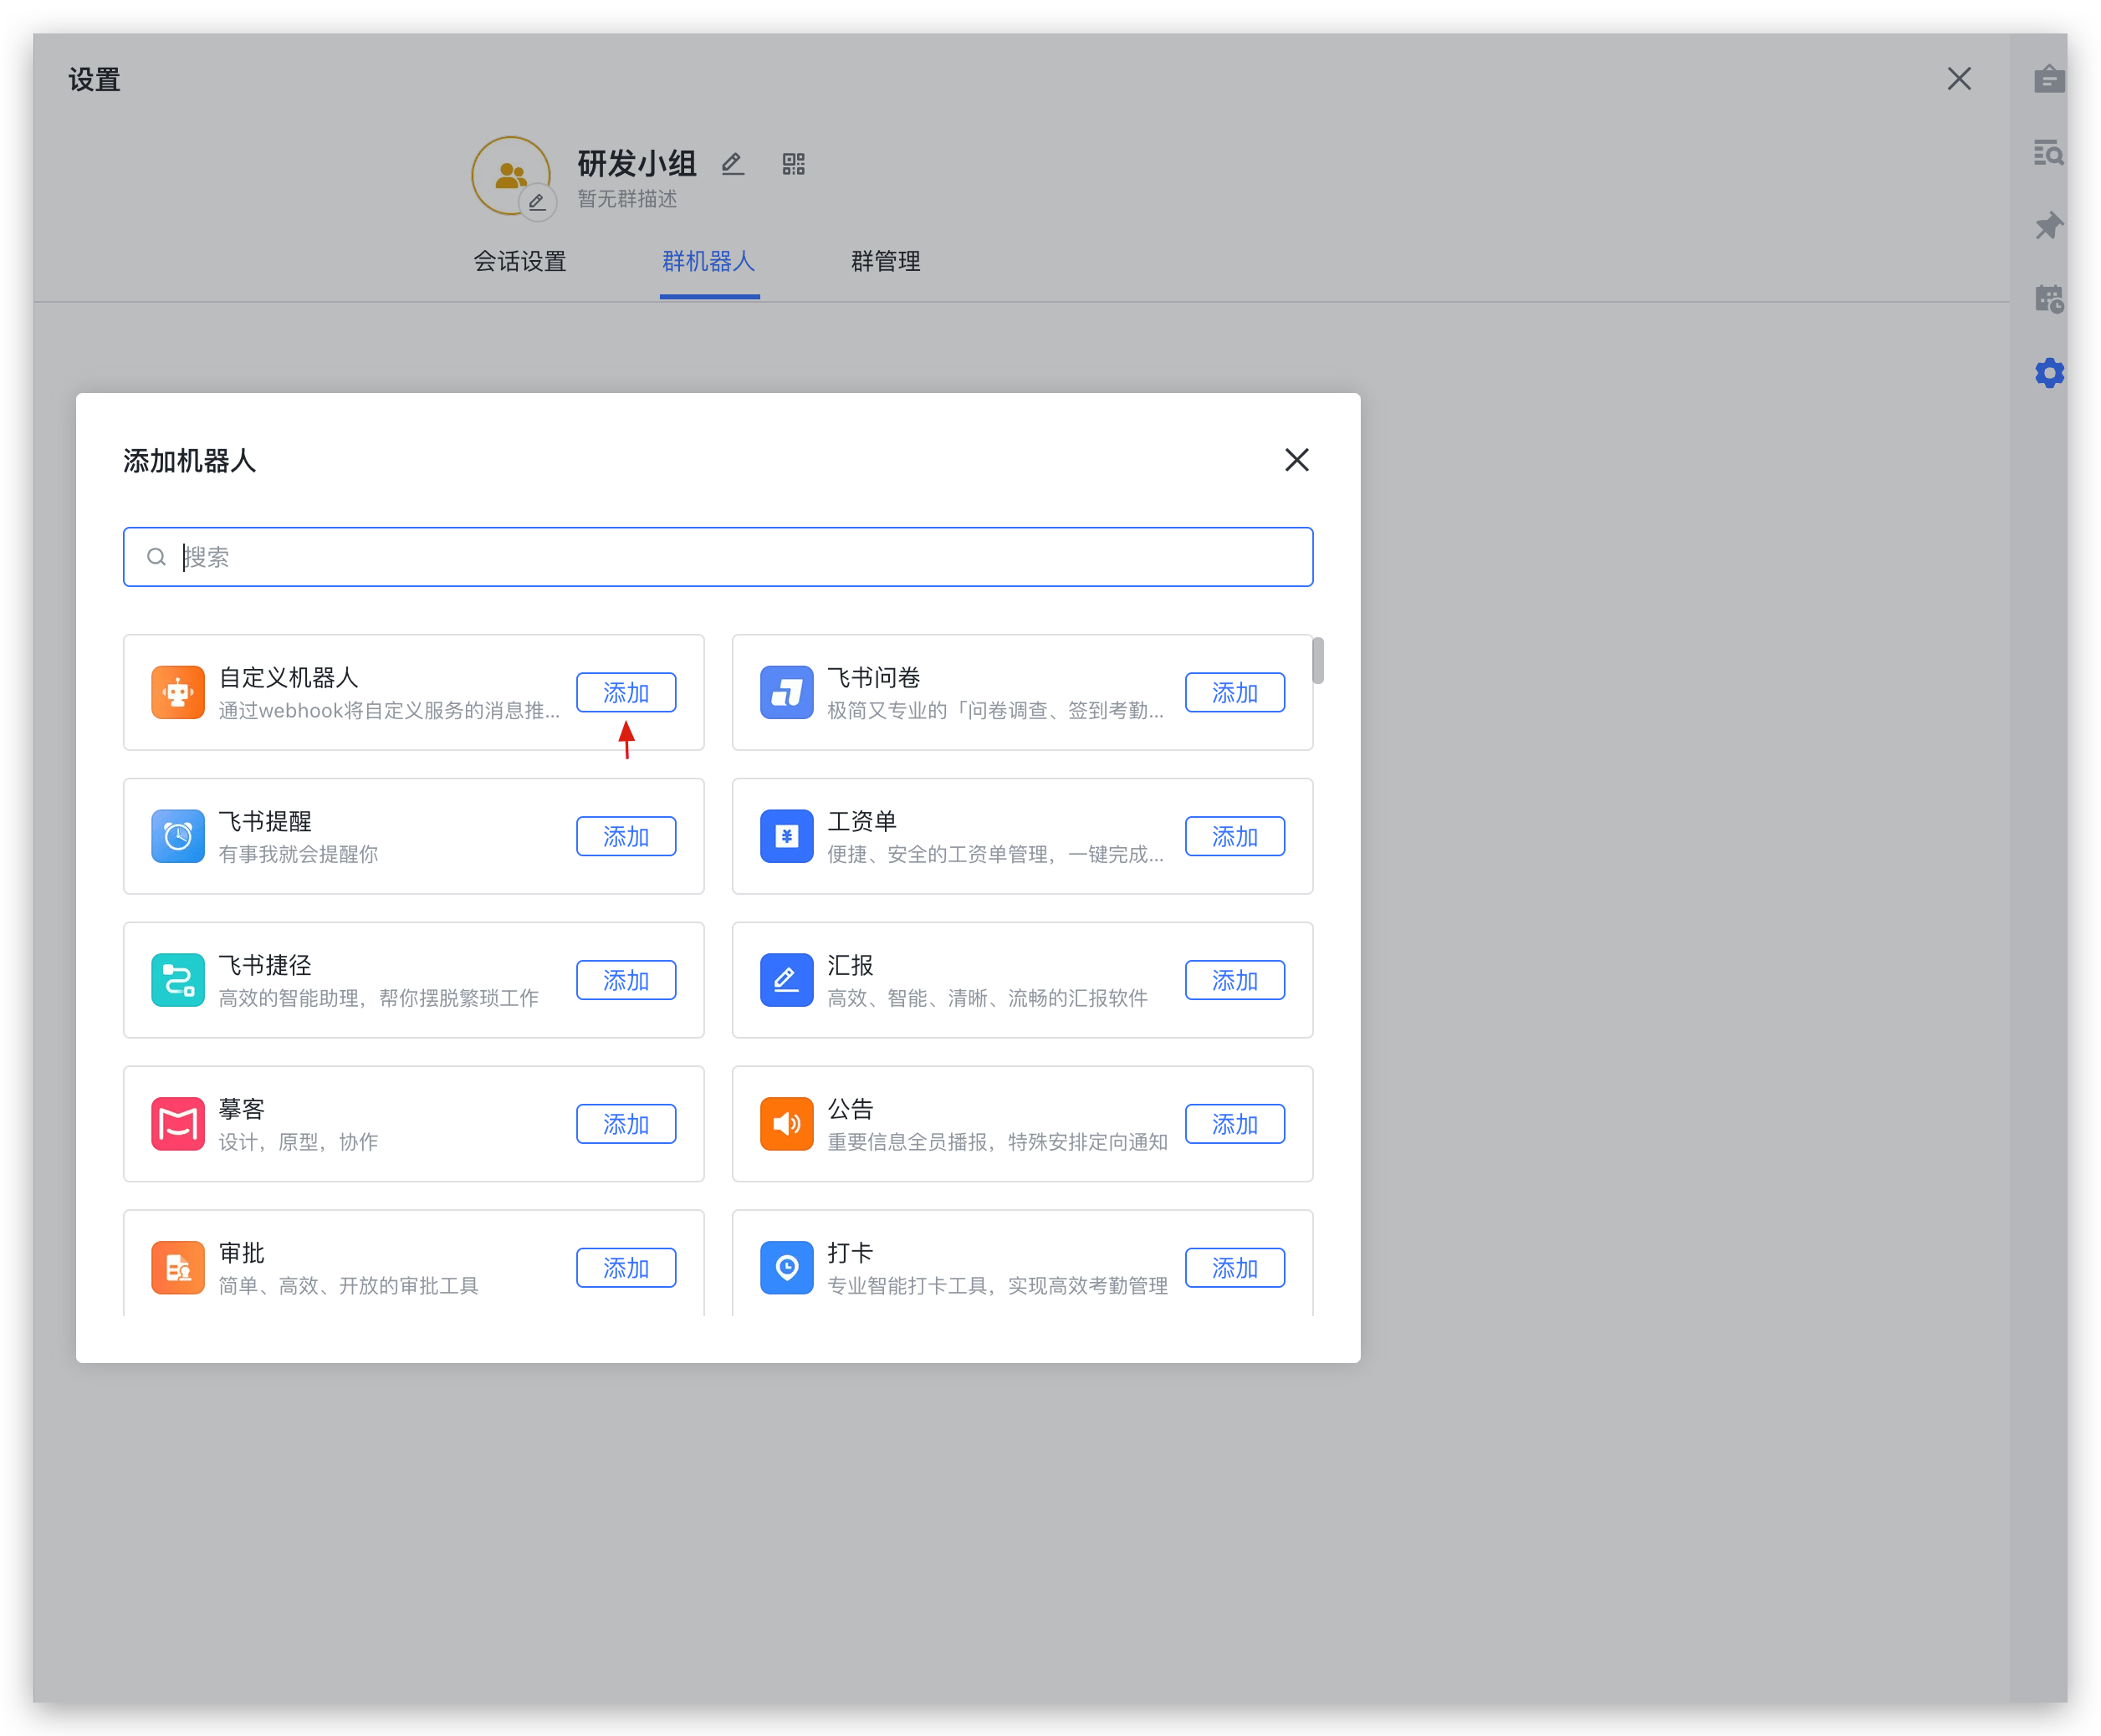 设置
研发小组
暂无群描述
会话设置
群机器人
群管理
添加机器人
搜索
自定义机器人
通过webhook将自定义服务的消息推...
添加
飞书问卷
极简又专业的「问卷调查、签到考勤...
添加
飞书提醒
有事我就会提醒你
添加
工资单
便捷、安全的工资单管理，一键完成...
添加
飞书捷径
高效的智能助理，帮你摆脱繁琐工作
添加
汇报
高效、智能、清晰、流畅的汇报软件
添加
摹客
设计，原型，协作
添加
公告
重要信息全员播报，特殊安排定向通知
添加
审批
简单、高效、开放的审批工具
添加
打卡
专业智能打卡工具，实现高效考勤管理
添加